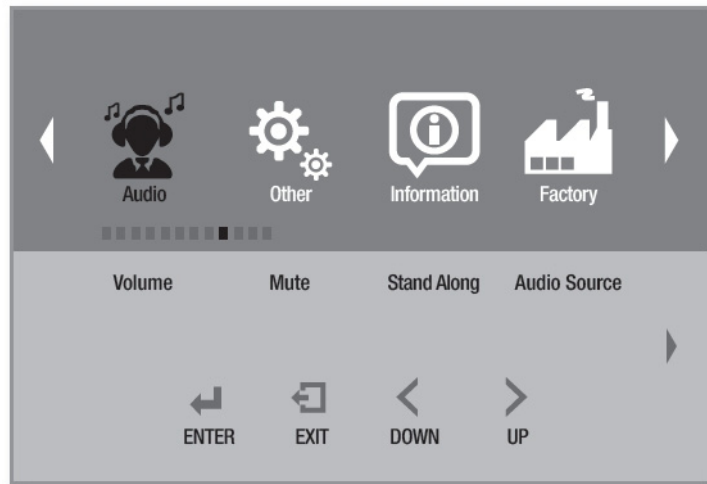 Audio Other Information Factory
Volume Mute Stand Along Audio Source
ENTER EXIT DOWN UP